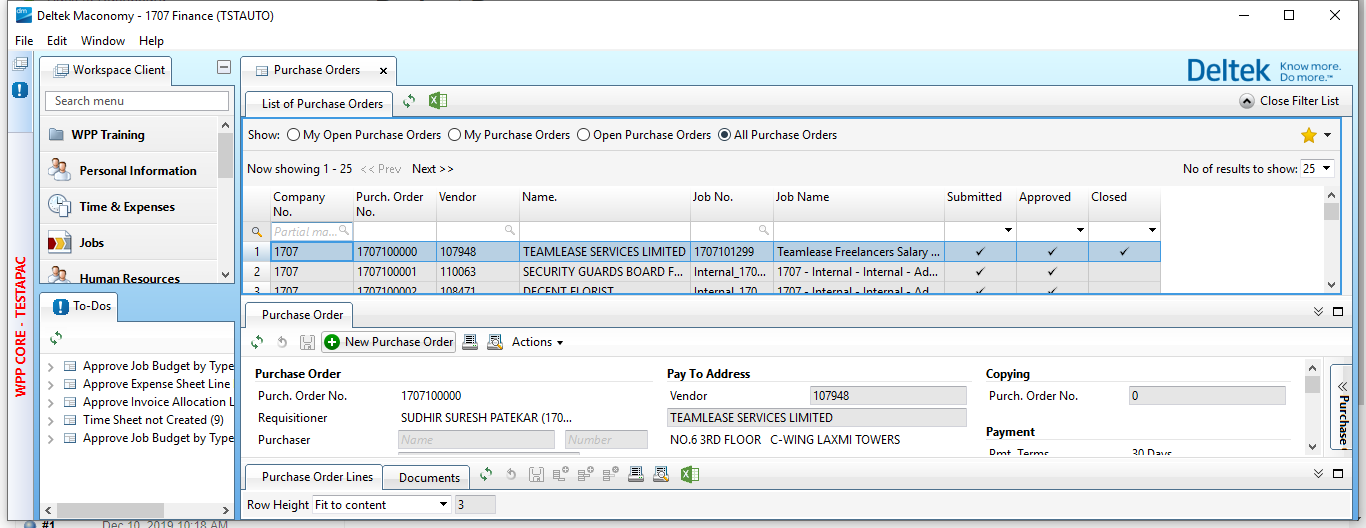 Deltek Maconomy - 1707 Finance (TSTAUTO)
File Edit Window Help
Workspace Client
Purchase Orders x
Deltek Know more. Do more.™
Search menu
List of Purchase Orders
Close Filter List
WPP Training
Personal Information
Time & Expenses
Jobs
Human Resources
Show: My Open Purchase Orders My Purchase Orders Open Purchase Orders All Purchase Orders
Now showing 1 - 25 << Prev Next >>
No of results to show: 25
Company No. Purch. Order No. Vendor Name. Job No. Job Name Submitted Approved Closed
Partial ma...
1 1707 1707100000 107948 TEAMLEASE SERVICES LIMITED 1707101299 Teamlease Freelancers Salary ...
2 1707 1707100001 110063 SECURITY GUARDS BOARD F... Internal_170... 1707 - Internal - Internal - Ad...
3 1707 1707100002 108471 DECENT FLORIST Internal_170... 1707 - Internal - Internal - Ad...
To-Dos
Approve Job Budget by Type
Approve Expense Sheet Line
Approve Invoice Allocation L
Time Sheet not Created (9)
Approve Job Budget by Type
WPP CORE - TESTAPAC
Purchase Order
New Purchase Order
Actions
Purchase Order
Purch. Order No. 1707100000
Requisitioner SUDHIR SURESH PATEKAR (170...
Purchaser Name Number
Pay To Address
Vendor 107948
TEAMLEASE SERVICES LIMITED
NO.6 3RD FLOOR C-WING LAXMI TOWERS
Copying
Purch. Order No. 0
Payment
Pmt. Terms 30 Days
Purchase
Purchase Order Lines
Documents
Row Height Fit to content 3
#1 Dec 10, 2019 10:18 AM